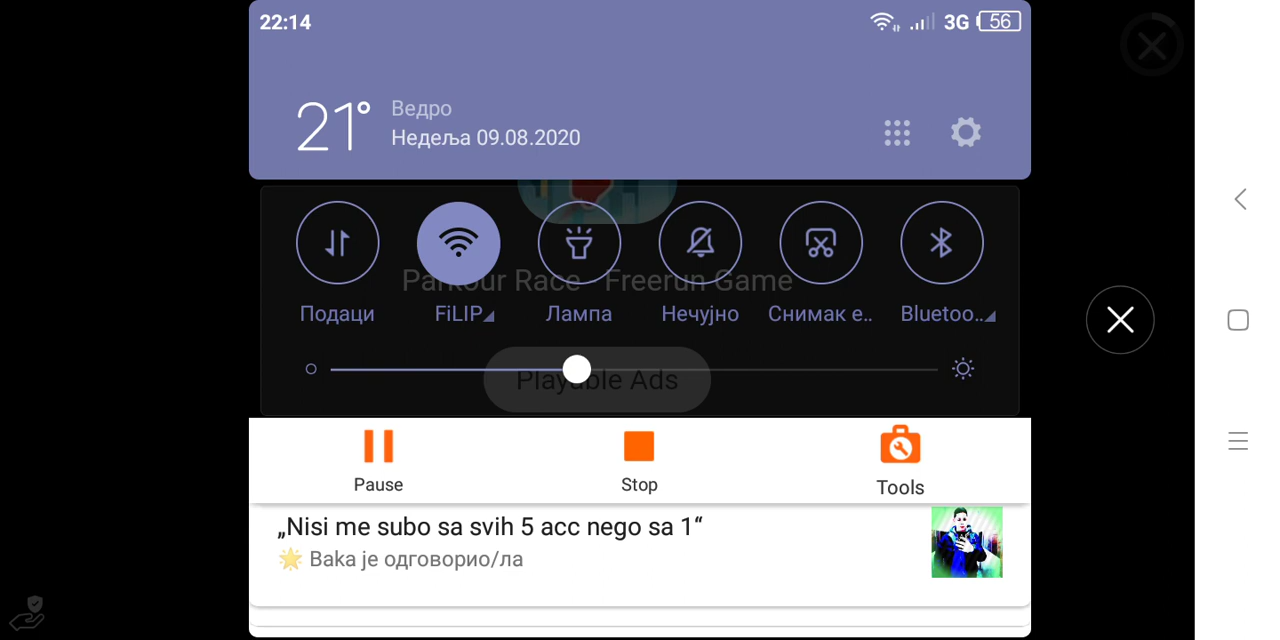 22:14
3G 56
21°
Ведро
Недеља 09.08.2020
Parkour Race - Freerun Game
Подаци
FiLIP
Лампа
Нечујно
Снимак е..
Bluetoo..
Playable Ads
Pause
Stop
Tools
„Nisi me subo sa svih 5 acc nego sa 1“
🌟 Baka је одговорио/ла